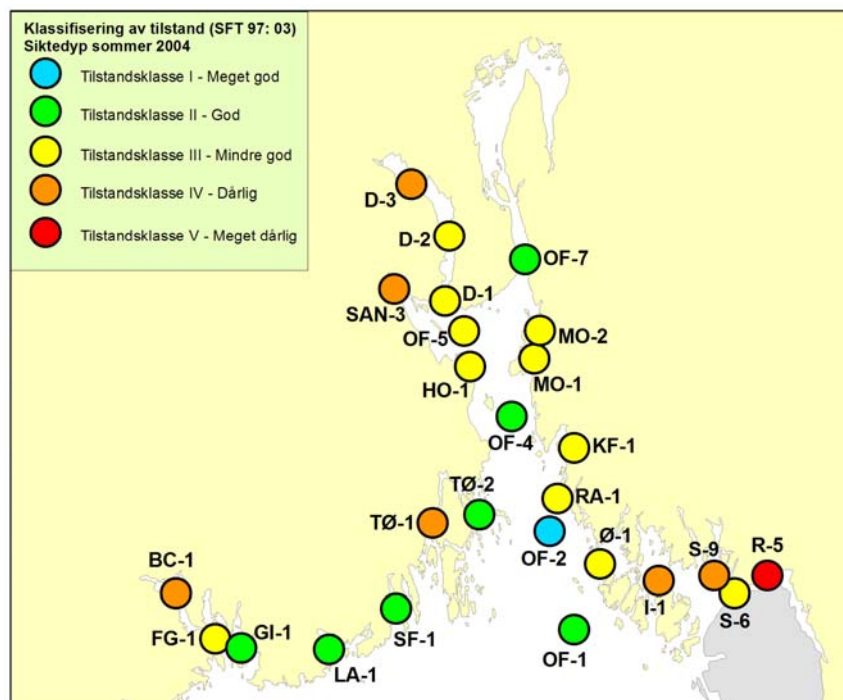 Klassifisering av tilstand (SFT 97: 03)
Siktedyp sommer 2004
Tilstandsklasse I - Meget god
Tilstandsklasse II - God
Tilstandsklasse III - Mindre god
Tilstandsklasse IV - Dårlig
Tilstandsklasse V - Meget dårlig
D-3
D-2
OF-7
D-1
SAN-3
OF-5
MO-2
HO-1
MO-1
OF-4
KF-1
TØ-2
RA-1
TØ-1
OF-2
Ø-1
S-9
R-5
BC-1
I-1
S-6
FG-1
GI-1
SF-1
OF-1
LA-1